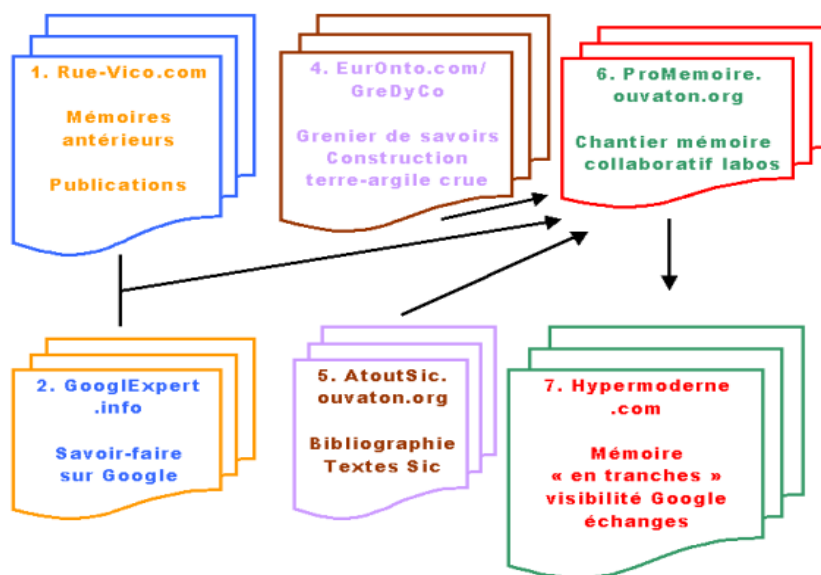 1. Rue-Vico.com
Mémoires
antérieurs
Publications
4. EurOnto.com/
GreDyCo
Grenier de savoirs
Construction
terre-argile crue
6. ProMemoire.
ouvaton.org
Chantier mémoire
collaboratif labos
2. GooglExpert
.info
Savoir-faire
sur Google
5. AtoutSic.
ouvaton.org
Bibliographie
Textes Sic
7. Hypermoderne
.com
Mémoire
« en tranches »
visibilité Google
échanges